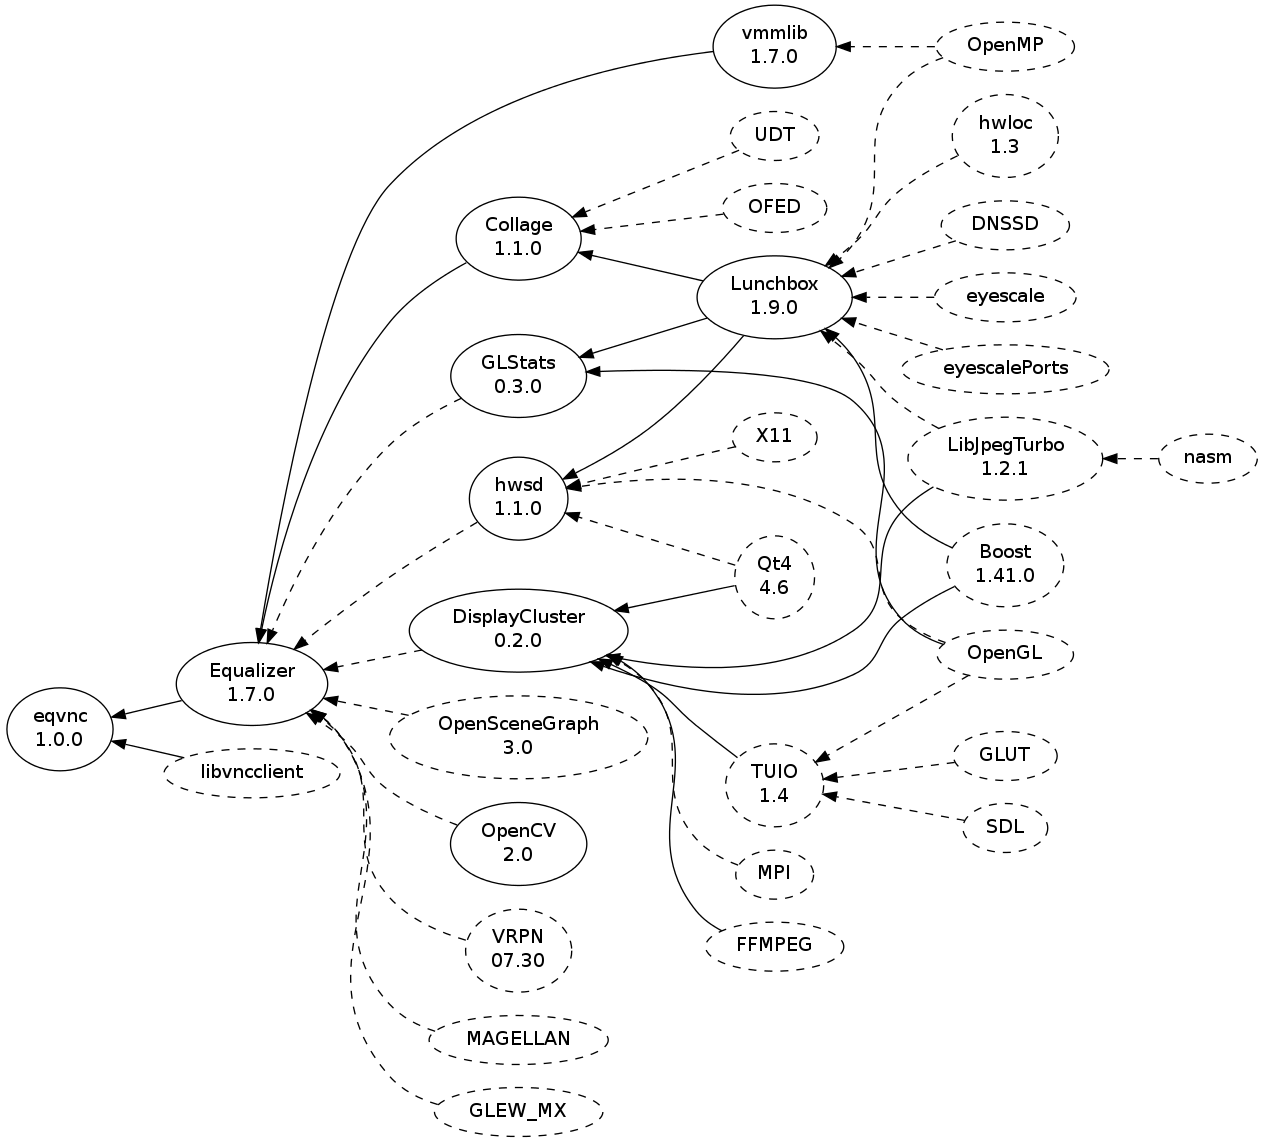 vmmlib
1.7.0
OpenMP
UDT
hwloc
1.3
OFED
DNSSD
Collage
1.1.0
Lunchbox
1.9.0
eyescale
GLStats
0.3.0
eyescalePorts
X11
LibJpegTurbo
1.2.1
nasm
hwsd
1.1.0
Qt4
4.6
Boost
1.41.0
DisplayCluster
0.2.0
OpenGL
Equalizer
1.7.0
eqvnc
1.0.0
OpenSceneGraph
3.0
libvncclient
TUIO
1.4
GLUT
SDL
OpenCV
2.0
MPI
VRPN
07.30
FFMPEG
MAGELLAN
GLEW_MX